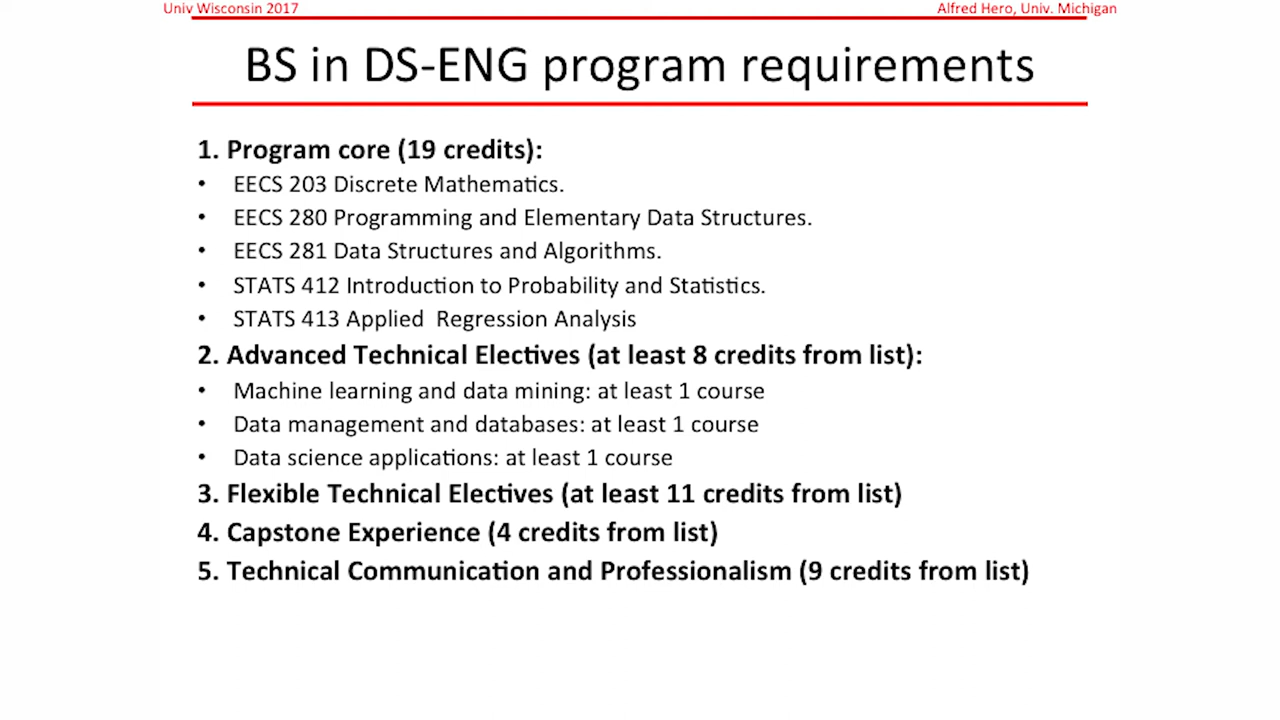 Univ Wisconsin 2017
Alfred Hero, Univ. Michigan
BS in DS-ENG program requirements
1. Program core (19 credits):
• EECS 203 Discrete Mathematics.
• EECS 280 Programming and Elementary Data Structures.
• EECS 281 Data Structures and Algorithms.
• STATS 412 Introduction to Probability and Statistics.
• STATS 413 Applied  Regression Analysis
2. Advanced Technical Electives (at least 8 credits from list):
• Machine learning and data mining: at least 1 course
• Data management and databases: at least 1 course
• Data science applications: at least 1 course
3. Flexible Technical Electives (at least 11 credits from list)
4. Capstone Experience (4 credits from list)
5. Technical Communication and Professionalism (9 credits from list)